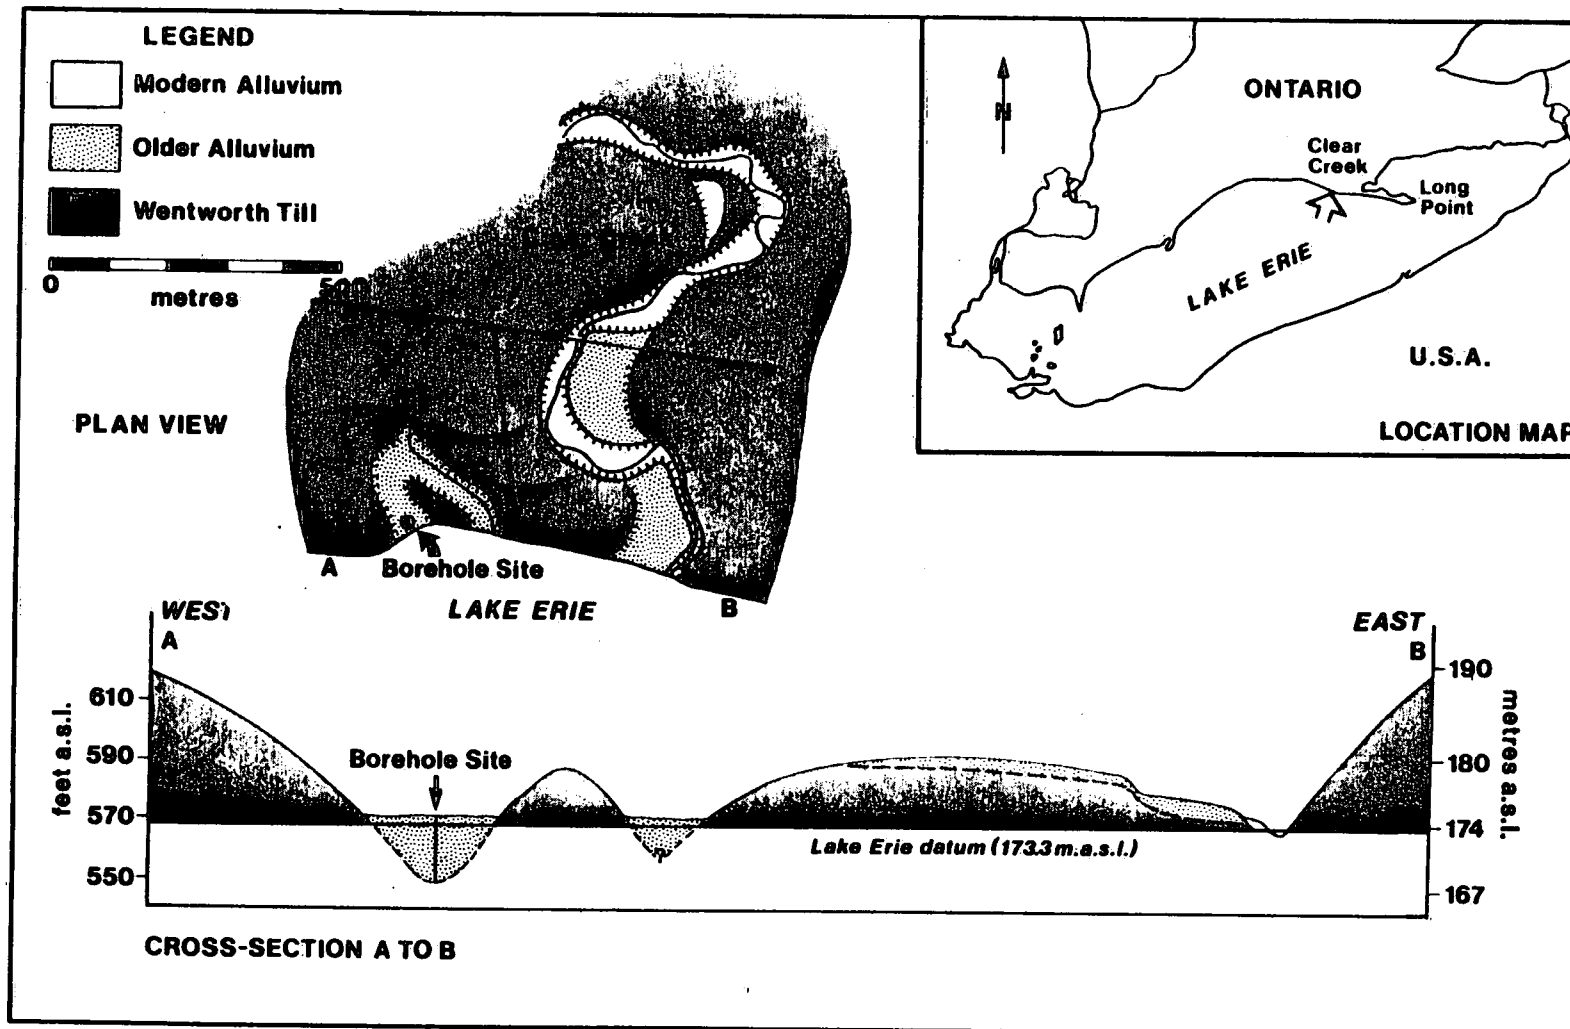 LEGEND
Modern Alluvium
Older Alluvium
Wentworth Till
0
500
metres
PLAN VIEW
A
Borehole Site
LAKE ERIE
B
N
ONTARIO
Clear
Creek
Long
Point
LAKE ERIE
U.S.A.
LOCATION MAP
WEST
A
EAST
B
feet a.s.l.
610
590
570
550
Borehole Site
?
Lake Erie datum (173.3 m.a.s.l.)
190
180
174
167
metres a.s.l.
CROSS-SECTION A TO B